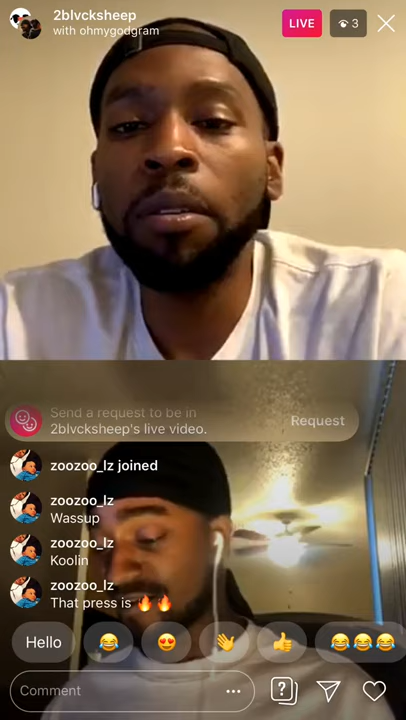 2blvcksheep
with ohmygodgram
LIVE
3
Send a request to be in
2blvcksheep's live video.
Request
zoozoo_lz joined
zoozoo_lz
Wassup
zoozoo_lz
Koolin
zoozoo_lz
That press is 🔥🔥
Hello
😂
😍
👋
👍
😂😂😂
Comment